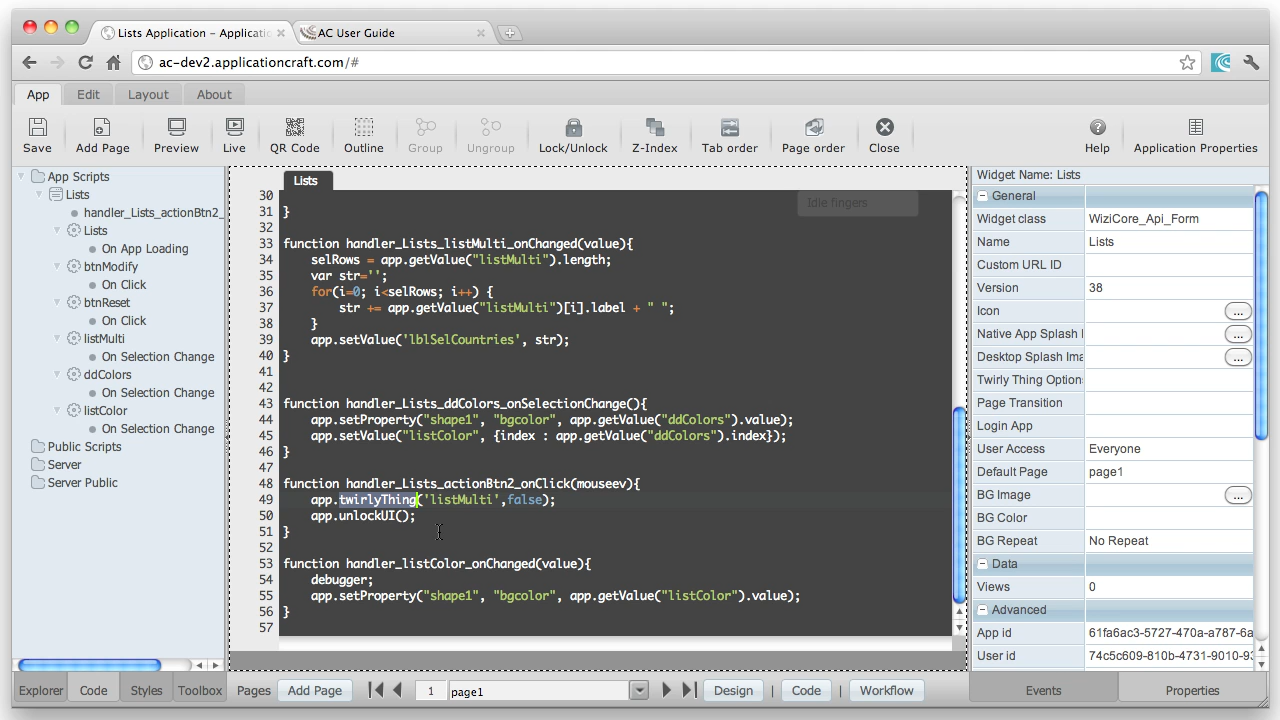 Lists Application – Applicatio
AC User Guide
ac-dev2.applicationcraft.com/#
App Edit Layout About
Save Add Page Preview Live QR Code Outline Group Ungroup Lock/Unlock Z-Index Tab order Page order Close Help Application Properties
App Scripts
Lists
handler_Lists_actionBtn2_
Lists
On App Loading
btnModify
On Click
btnReset
On Click
listMulti
On Selection Change
ddColors
On Selection Change
listColor
On Selection Change
Public Scripts
Server
Server Public
Lists
Idle fingers
30
31 }
32
33 function handler_Lists_listMulti_onChanged(value){
34 selRows = app.getValue("listMulti").length;
35 var str='';
36 for(i=0; i<selRows; i++) {
37 str += app.getValue("listMulti")[i].label + " ";
38 }
39 app.setValue('lblSelCountries', str);
40 }
41
42
43 function handler_Lists_ddColors_onSelectionChange(){
44 app.setProperty("shape1", "bgcolor", app.getValue("ddColors").value);
45 app.setValue("listColor", {index : app.getValue("ddColors").index});
46 }
47
48 function handler_Lists_actionBtn2_onClick(mouseev){
49 app.twirlyThing('listMulti',false);
50 app.unlockUI();
51 }
52
53 function handler_listColor_onChanged(value){
54 debugger;
55 app.setProperty("shape1", "bgcolor", app.getValue("listColor").value);
56 }
57
Widget Name: Lists
General
Widget class WiziCore_Api_Form
Name Lists
Custom URL ID
Version 38
Icon ...
Native App Splash I ...
Desktop Splash Ima ...
Twirly Thing Option:
Page Transition
Login App
User Access Everyone
Default Page page1
BG Image ...
BG Color
BG Repeat No Repeat
Data
Views 0
Advanced
App id 61fa6ac3-5727-470a-a787-6a
User id 74c5c609-810b-4731-9010-93
Explorer Code Styles Toolbox Pages Add Page 1 page1 Design | Code | Workflow Events Properties